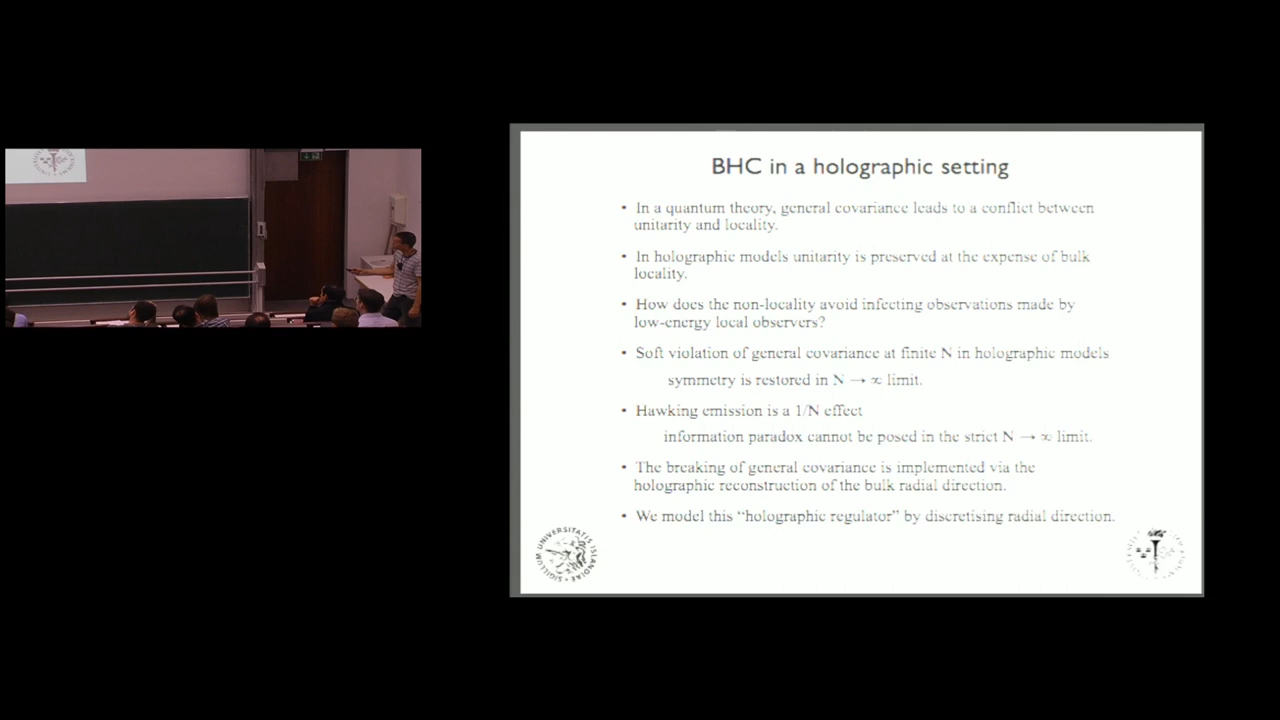 BHC in a holographic setting
• In a quantum theory, general covariance leads to a conflict between
unitarity and locality.
• In holographic models unitarity is preserved at the expense of bulk
locality.
• How does the non-locality avoid infecting observations made by
low-energy local observers?
• Soft violation of general covariance at finite N in holographic models
symmetry is restored in N → ∞ limit.
• Hawking emission is a 1/N effect
information paradox cannot be posed in the strict N → ∞ limit.
• The breaking of general covariance is implemented via the
holographic reconstruction of the bulk radial direction.
• We model this “holographic regulator” by discretising radial direction.
SIGILLUM UNIVERSITATIS ISLANDIAE